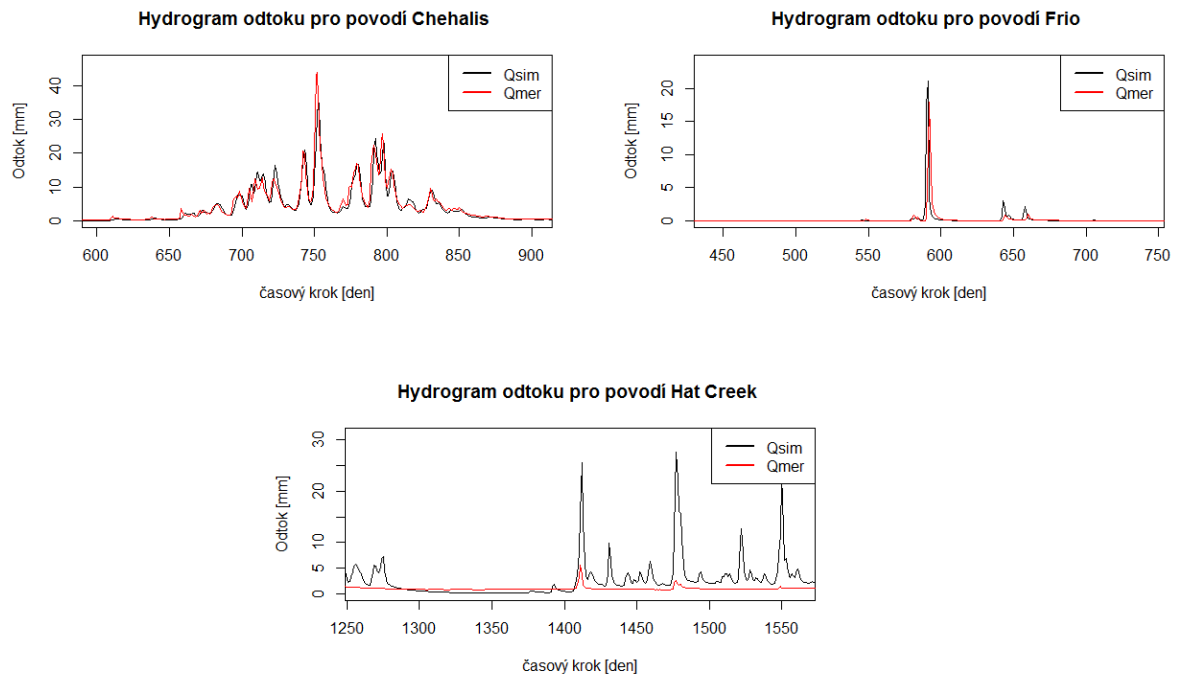 Hydrogram odtoku pro povodí Chehalis
Qsim
Qmer
Odtok [mm]
0 10 20 30 40
600 650 700 750 800 850 900
časový krok [den]
Hydrogram odtoku pro povodí Frio
Qsim
Qmer
Odtok [mm]
0 5 10 15 20
450 500 550 600 650 700 750
časový krok [den]
Hydrogram odtoku pro povodí Hat Creek
Qsim
Qmer
Odtok [mm]
0 5 10 20 30
1250 1300 1350 1400 1450 1500 1550
časový krok [den]